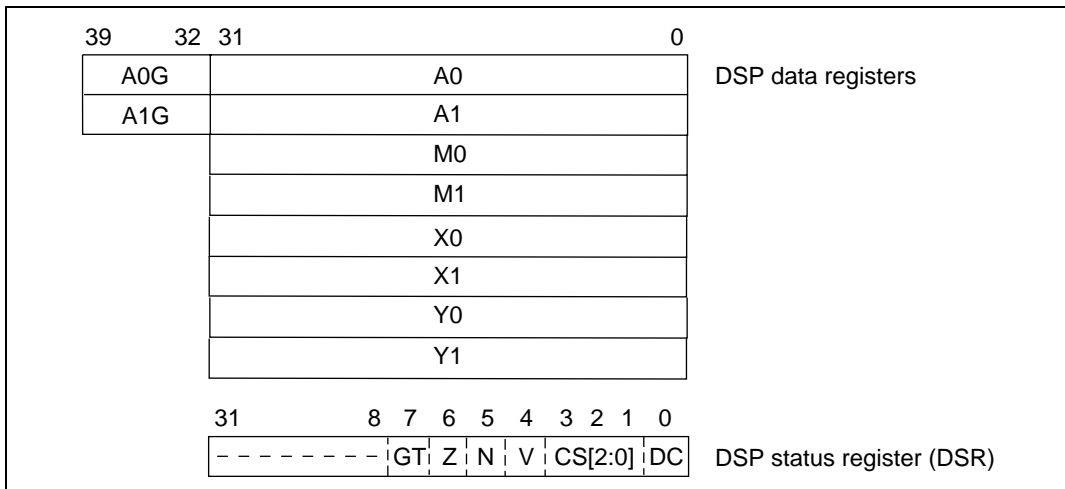 39 32 31 0
A0G A0 DSP data registers
A1G A1
M0
M1
X0
X1
Y0
Y1
31 8 7 6 5 4 3 2 1 0
GT Z N V CS[2:0] DC DSP status register (DSR)